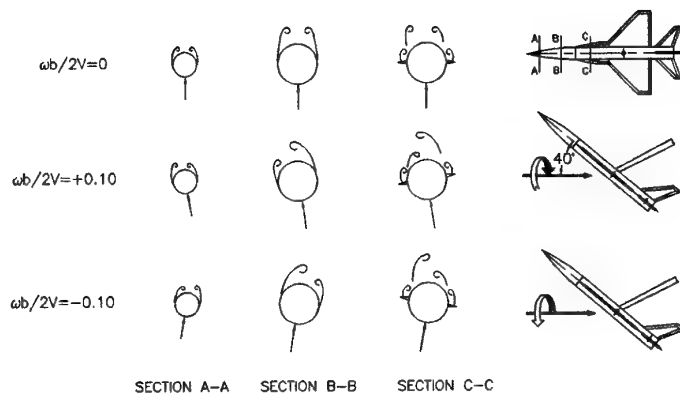 ωb/2V=0
A B C
A B C
ωb/2V=+0.10
40°
ωb/2V=−0.10
SECTION A−A SECTION B−B SECTION C−C